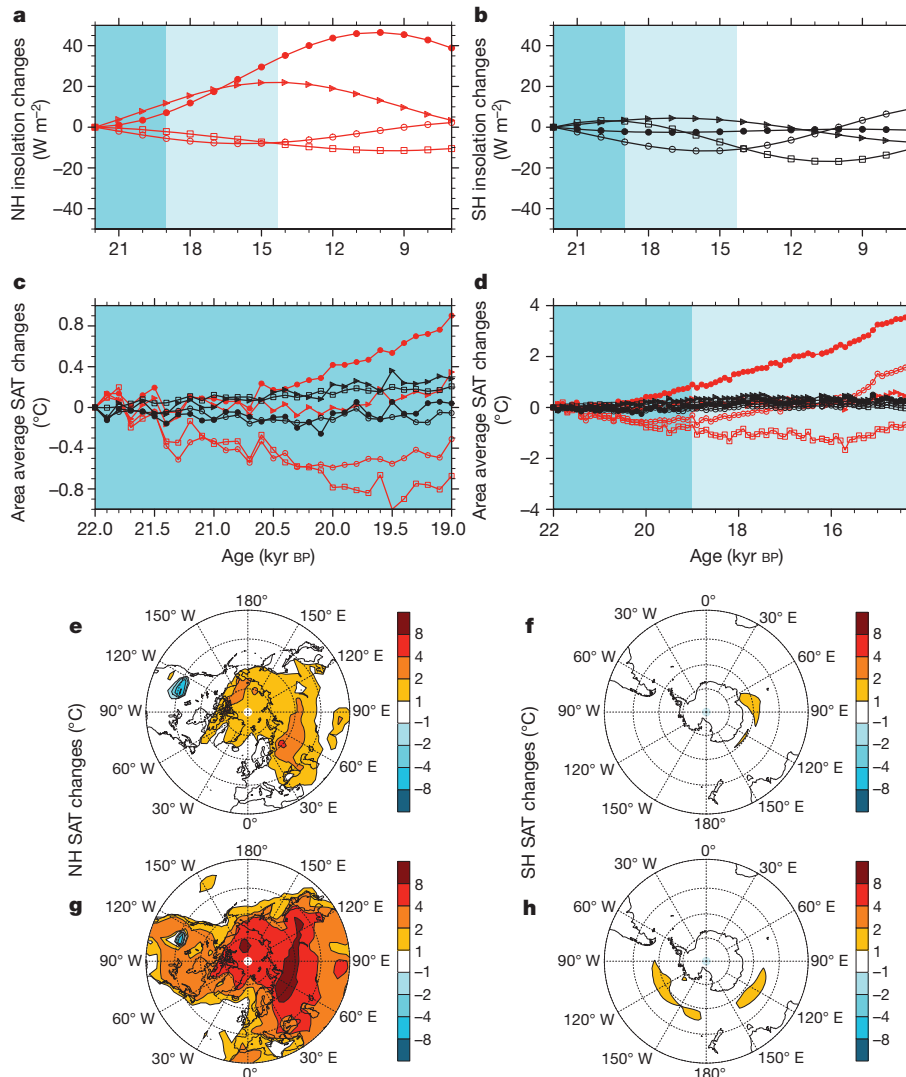 a
NH insolation changes
(W m⁻²)
40
20
0
−20
−40
21
18
15
12
9
b
SH insolation changes
(W m⁻²)
40
20
0
−20
−40
21
18
15
12
9
c
Area average SAT changes
(°C)
0.8
0.4
0
−0.4
−0.8
22.0
21.5
21.0
20.5
20.0
19.5
19.0
Age (kyr BP)
d
Area average SAT changes
(°C)
4
2
0
−2
−4
22
20
18
16
Age (kyr BP)
NH SAT changes (°C)
e
180°
150° W
150° E
120° W
120° E
90° W
90° E
60° W
60° E
30° W
30° E
0°
8
4
2
1
−1
−2
−4
−8
SH SAT changes (°C)
f
0°
30° W
30° E
60° W
60° E
90° W
90° E
120° W
120° E
150° W
150° E
180°
8
4
2
1
−1
−2
−4
−8
g
180°
150° W
150° E
120° W
120° E
90° W
90° E
60° W
60° E
30° W
30° E
0°
8
4
2
1
−1
−2
−4
−8
h
0°
30° W
30° E
60° W
60° E
90° W
90° E
120° W
120° E
150° W
150° E
180°
8
4
2
1
−1
−2
−4
−8